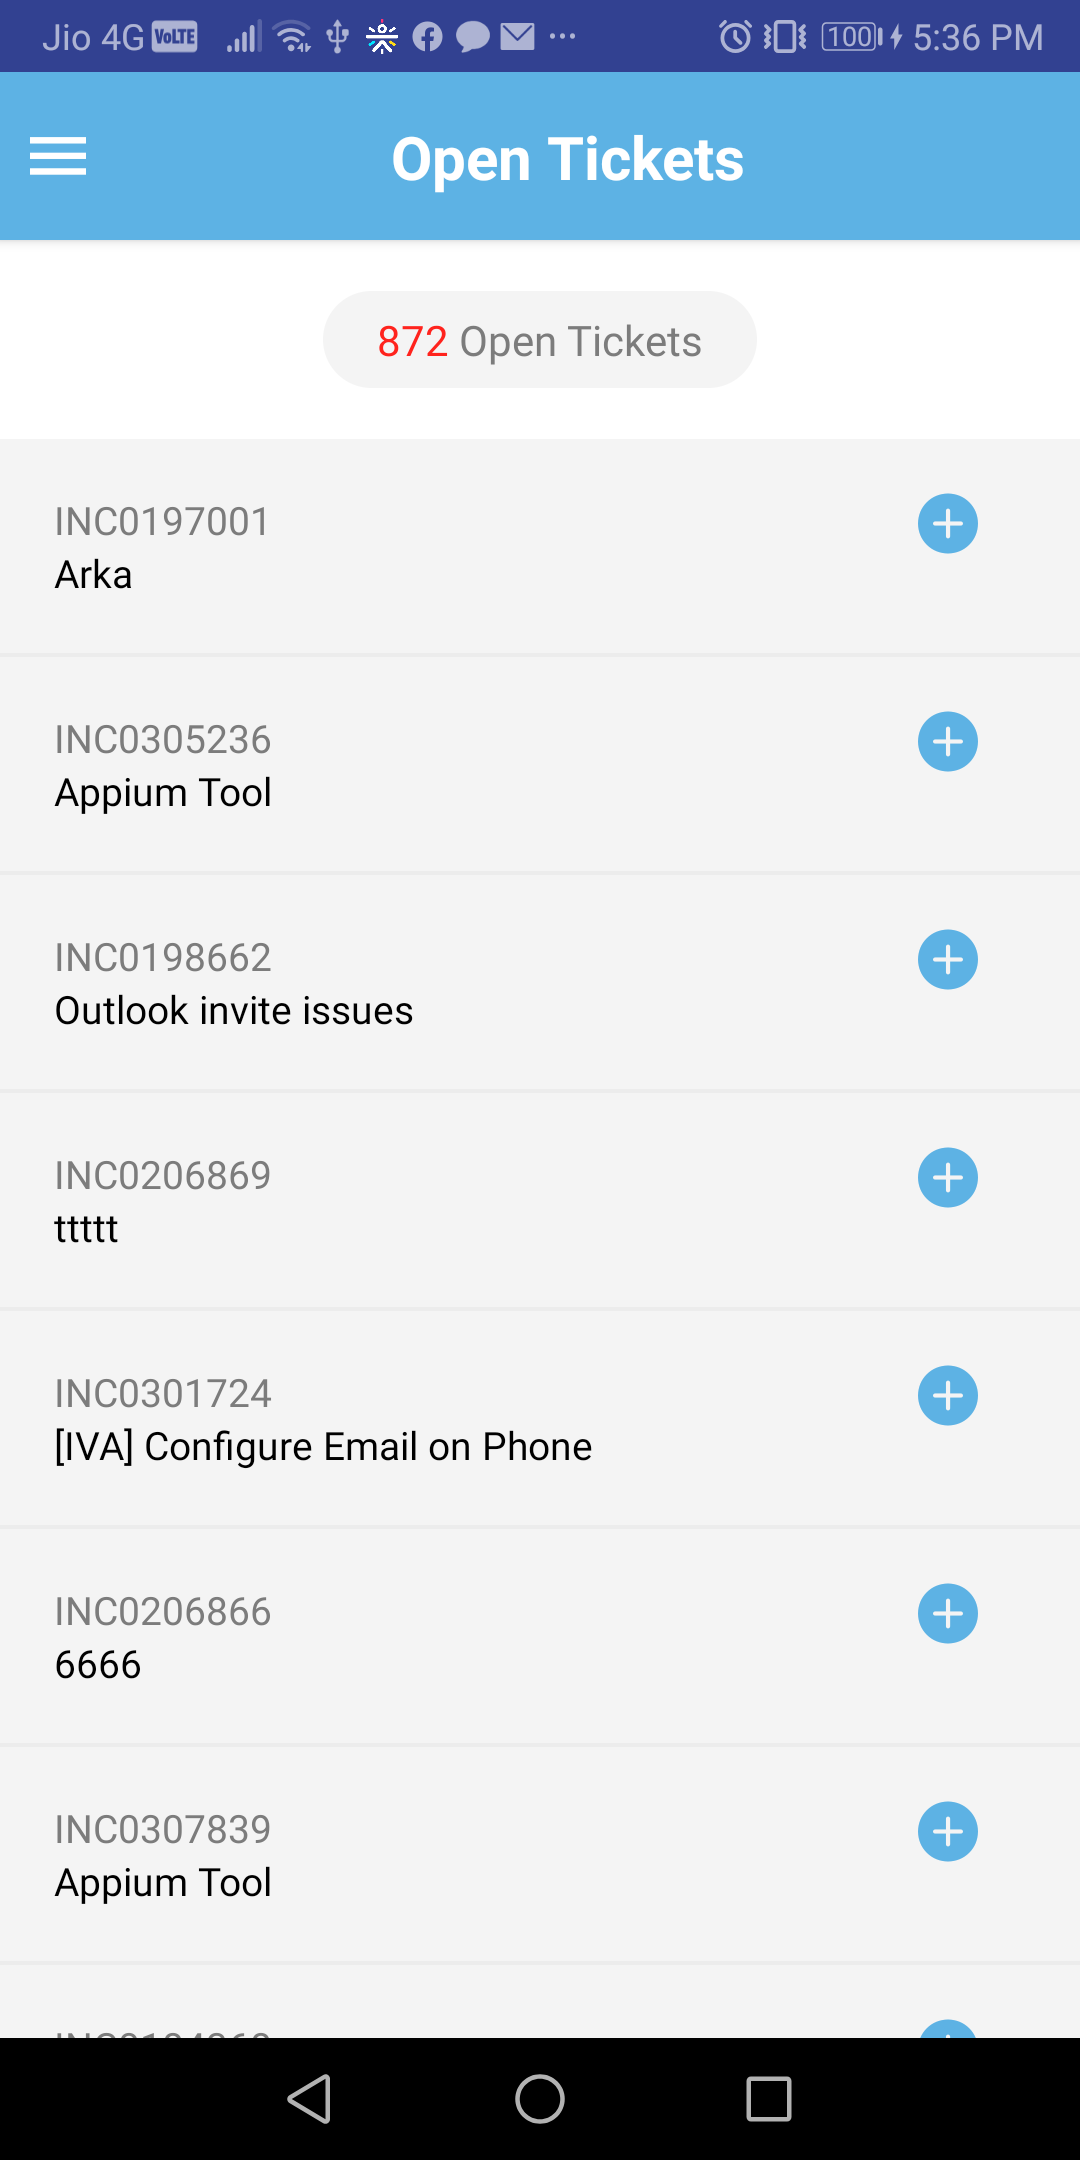 Jio 4G VoLTE 100 5:36 PM
Open Tickets
872 Open Tickets
INC0197001
Arka
INC0305236
Appium Tool
INC0198662
Outlook invite issues
INC0206869
ttttt
INC0301724
[IVA] Configure Email on Phone
INC0206866
6666
INC0307839
Appium Tool